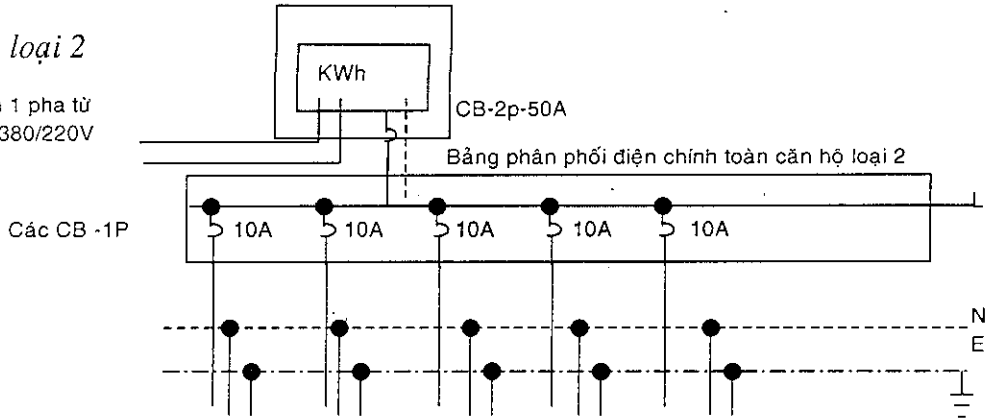 loại 2
KWh
1 pha từ
380/220V
CB-2p-50A
Bảng phân phối điện chính toàn căn hộ loại 2
L
Các CB -1P
10A
10A
10A
10A
10A
N
E